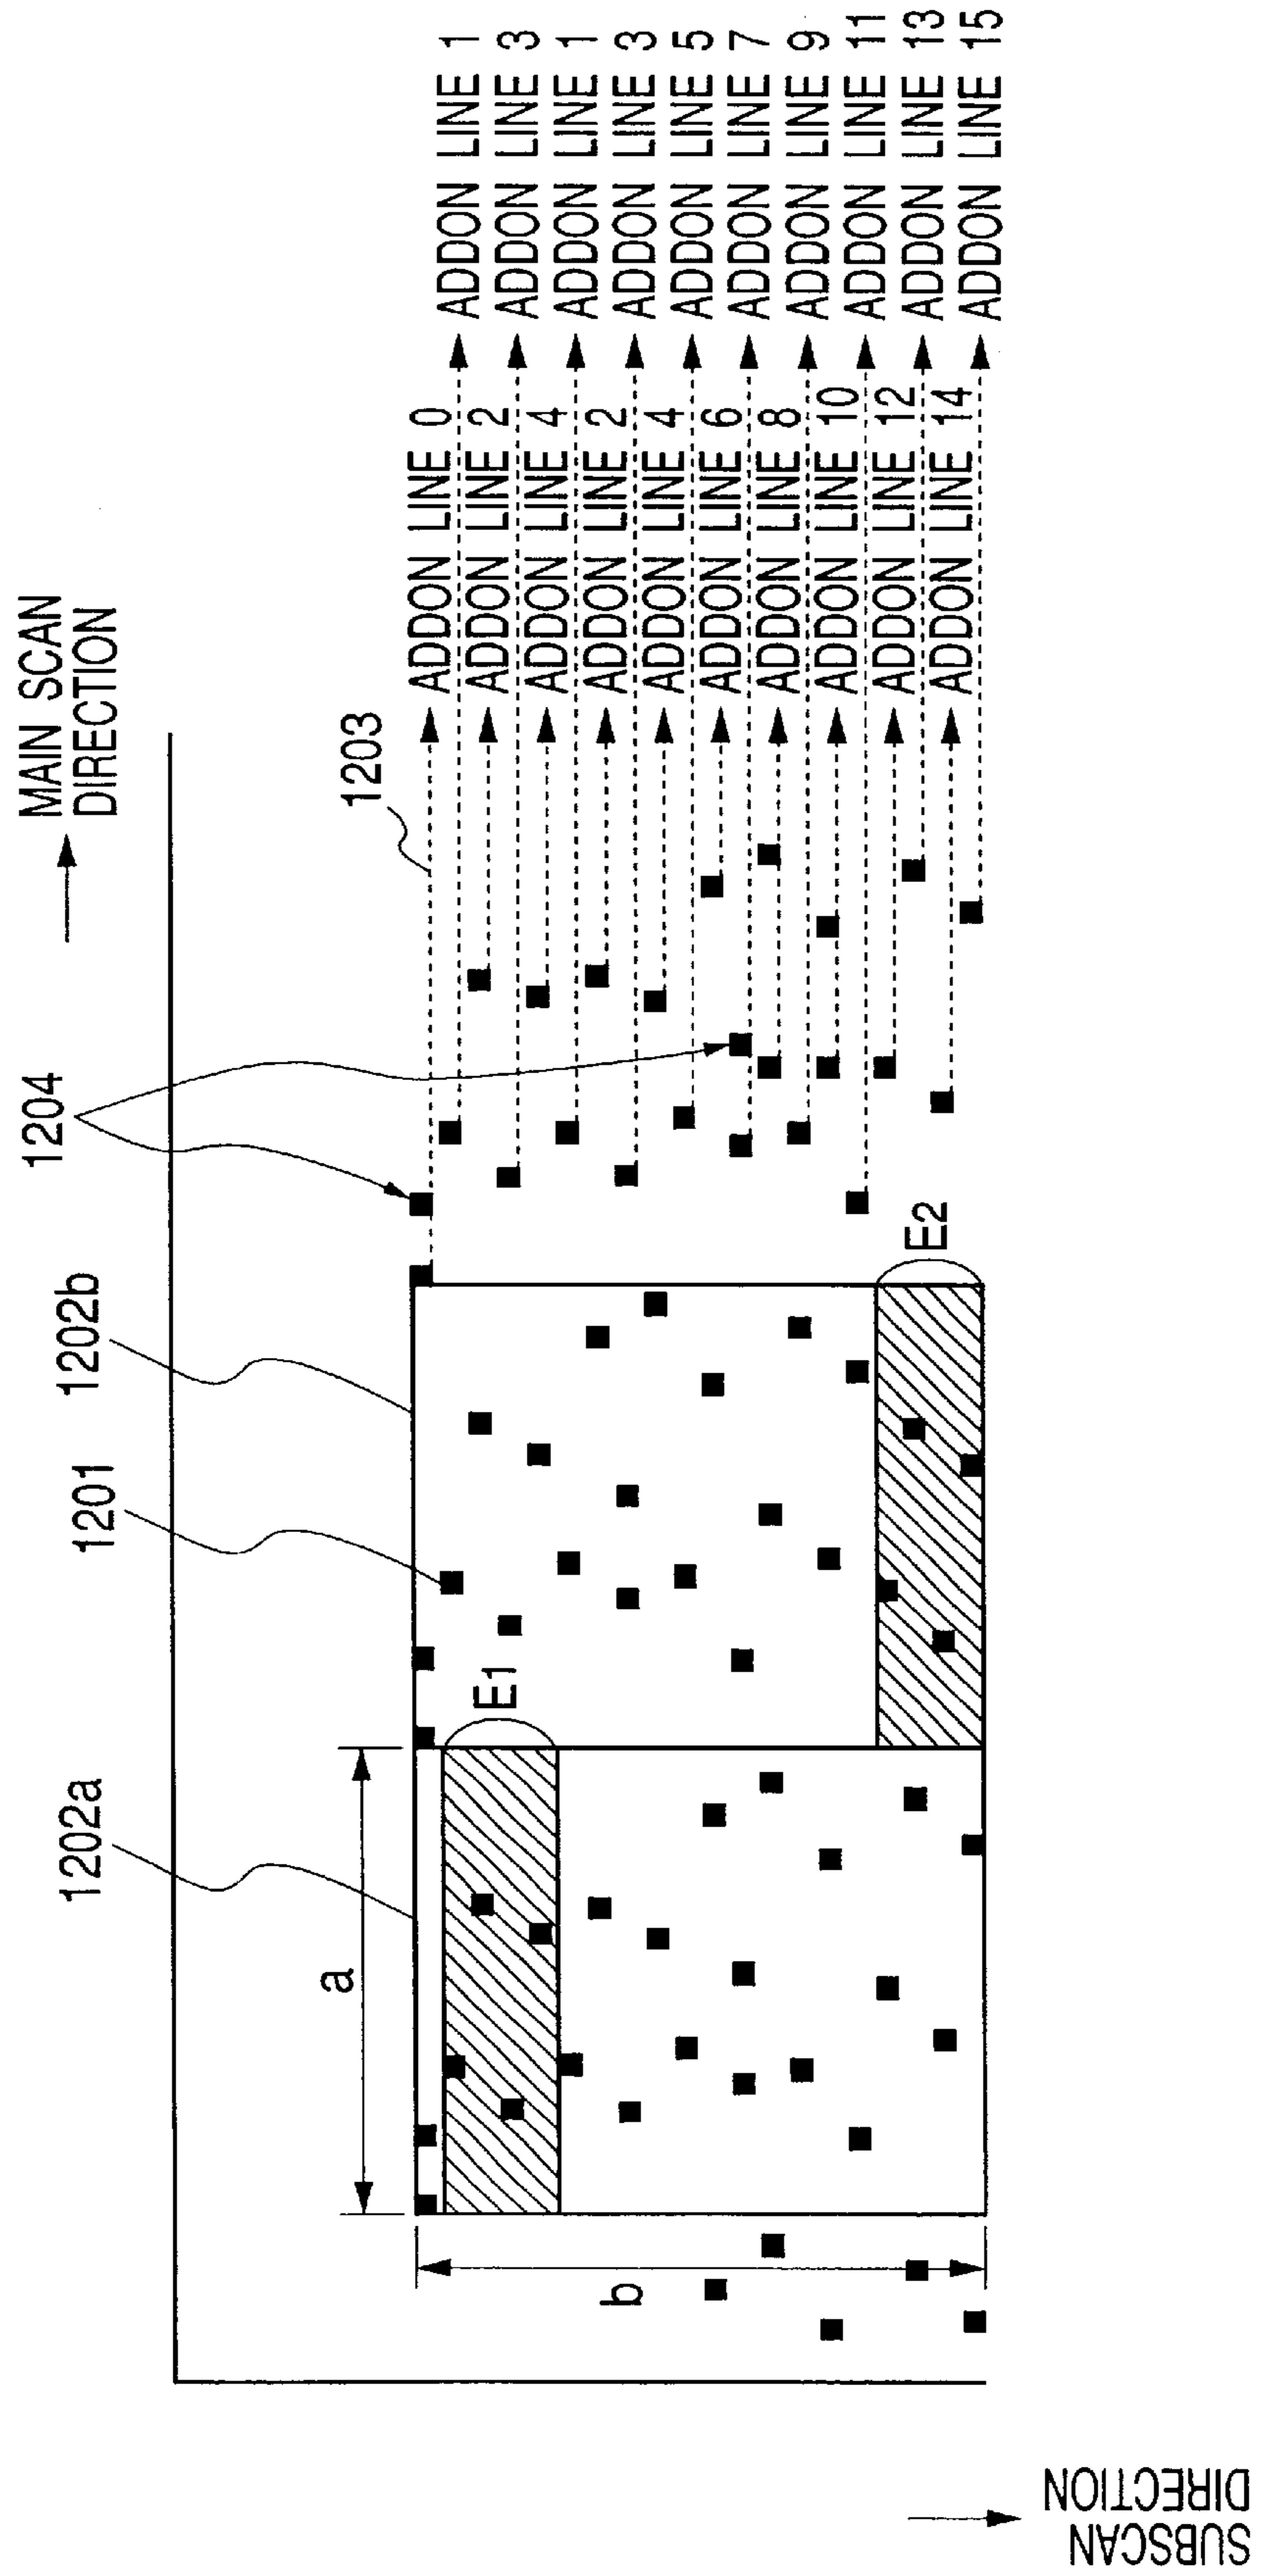 MAIN SCAN
DIRECTION
1202a
1201
1202b
1204
1203
a
b
E1
E2
ADDON LINE 0
ADDON LINE 1
ADDON LINE 2
ADDON LINE 3
ADDON LINE 4
ADDON LINE 1
ADDON LINE 2
ADDON LINE 3
ADDON LINE 4
ADDON LINE 5
ADDON LINE 6
ADDON LINE 7
ADDON LINE 8
ADDON LINE 9
ADDON LINE 10
ADDON LINE 11
ADDON LINE 12
ADDON LINE 13
ADDON LINE 14
ADDON LINE 15
SUBSCAN
DIRECTION